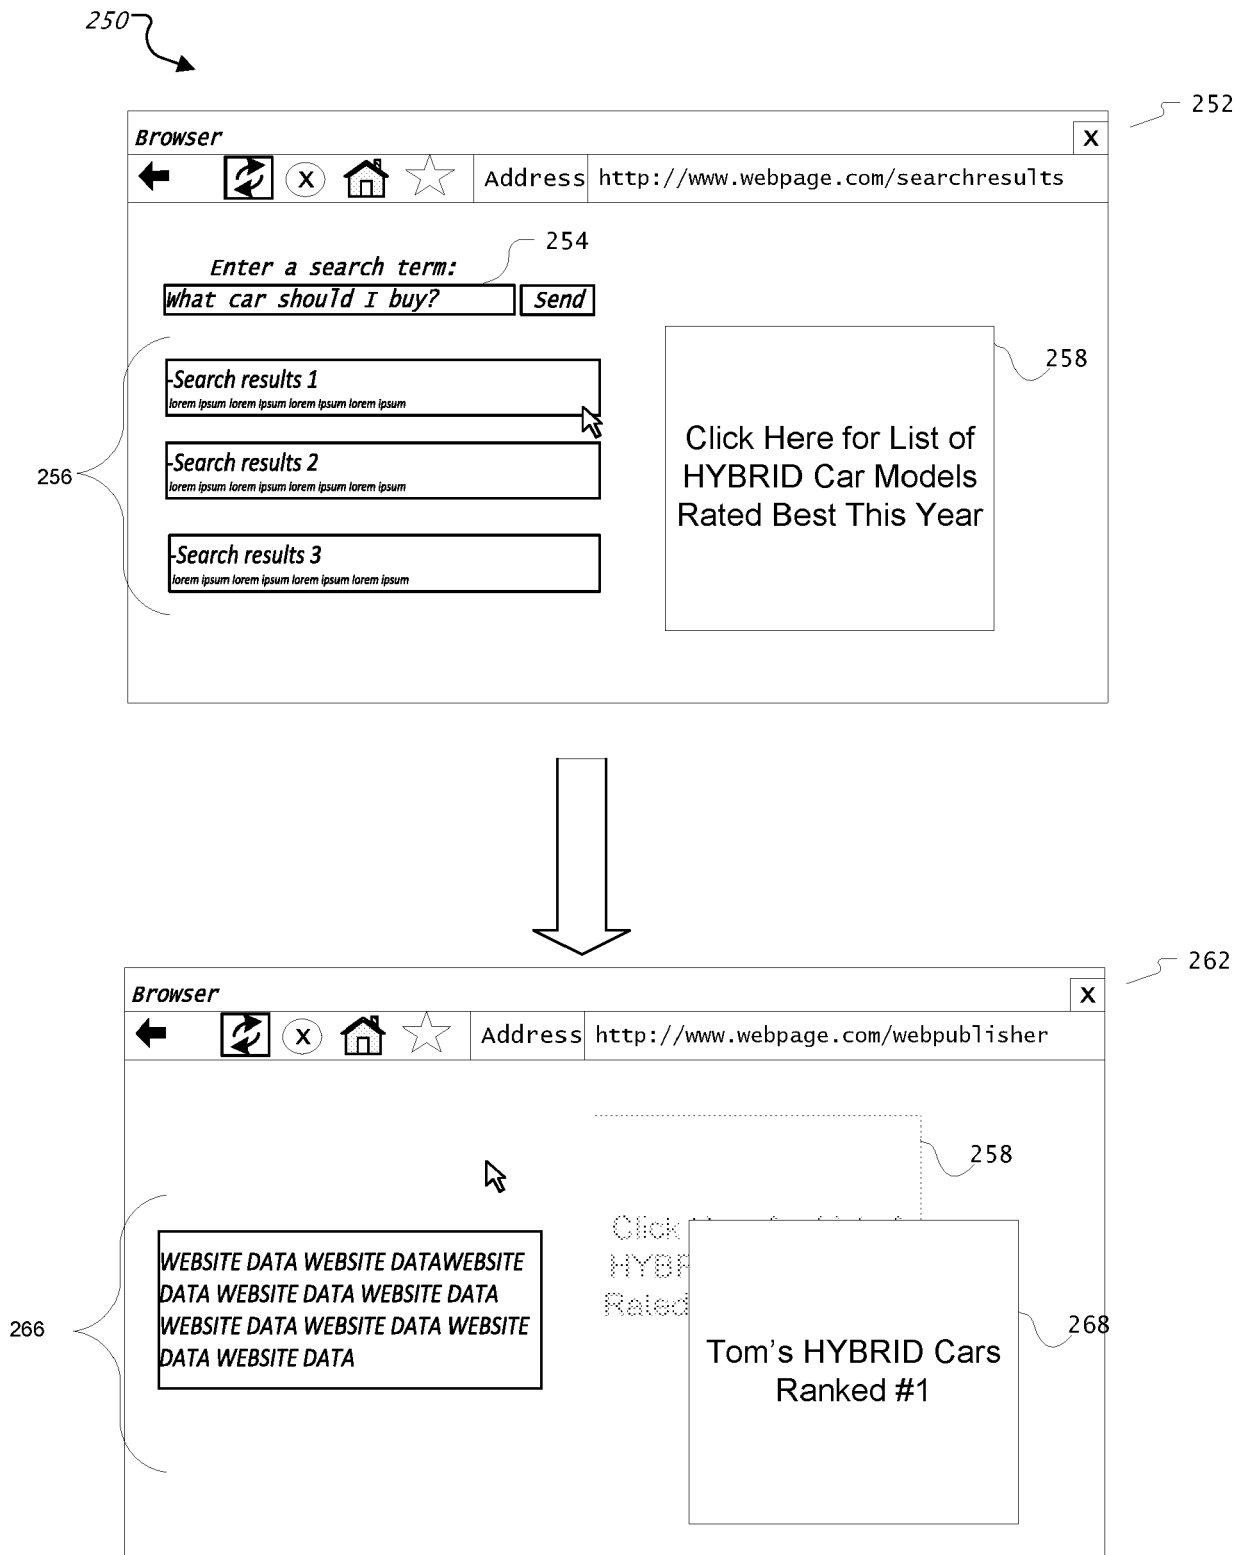 250
252
Browser
X
X
Address http://www.webpage.com/searchresults
254
Enter a search term:
What car should I buy? Send
258
-Search results 1
lorem ipsum lorem ipsum lorem ipsum lorem ipsum
256
-Search results 2
lorem ipsum lorem ipsum lorem ipsum lorem ipsum
-Search results 3
lorem ipsum lorem ipsum lorem ipsum lorem ipsum
Click Here for List of
HYBRID Car Models
Rated Best This Year
262
Browser
X
X
Address http://www.webpage.com/webpublisher
258
Click
HYBR
Rated
266
WEBSITE DATA WEBSITE DATAWEBSITE
DATA WEBSITE DATA WEBSITE DATA
WEBSITE DATA WEBSITE DATA WEBSITE
DATA WEBSITE DATA
268
Tom's HYBRID Cars
Ranked #1